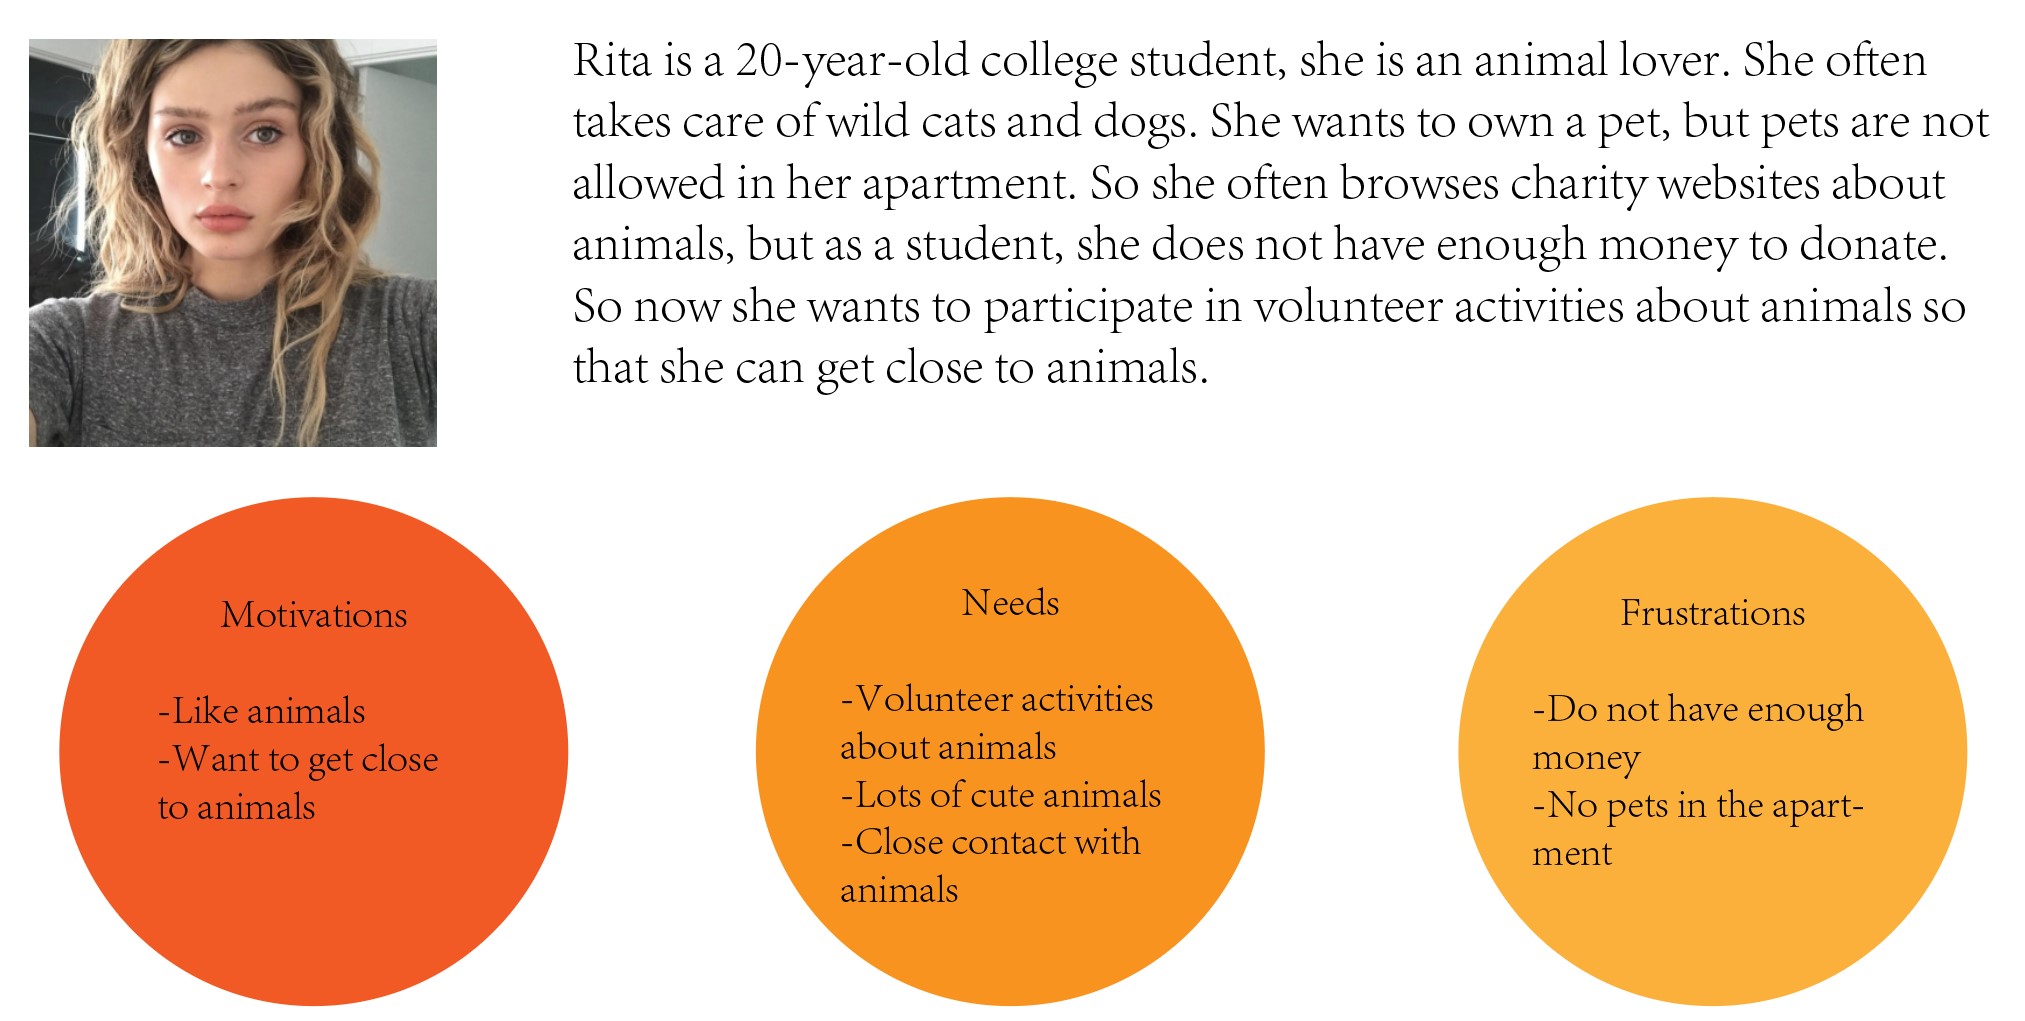 Rita is a 20-year-old college student, she is an animal lover. She often
takes care of wild cats and dogs. She wants to own a pet, but pets are not
allowed in her apartment. So she often browses charity websites about
animals, but as a student, she does not have enough money to donate.
So now she wants to participate in volunteer activities about animals so
that she can get close to animals.
Motivations
-Like animals
-Want to get close
to animals
Needs
-Volunteer activities
about animals
-Lots of cute animals
-Close contact with
animals
Frustrations
-Do not have enough
money
-No pets in the apart-
ment